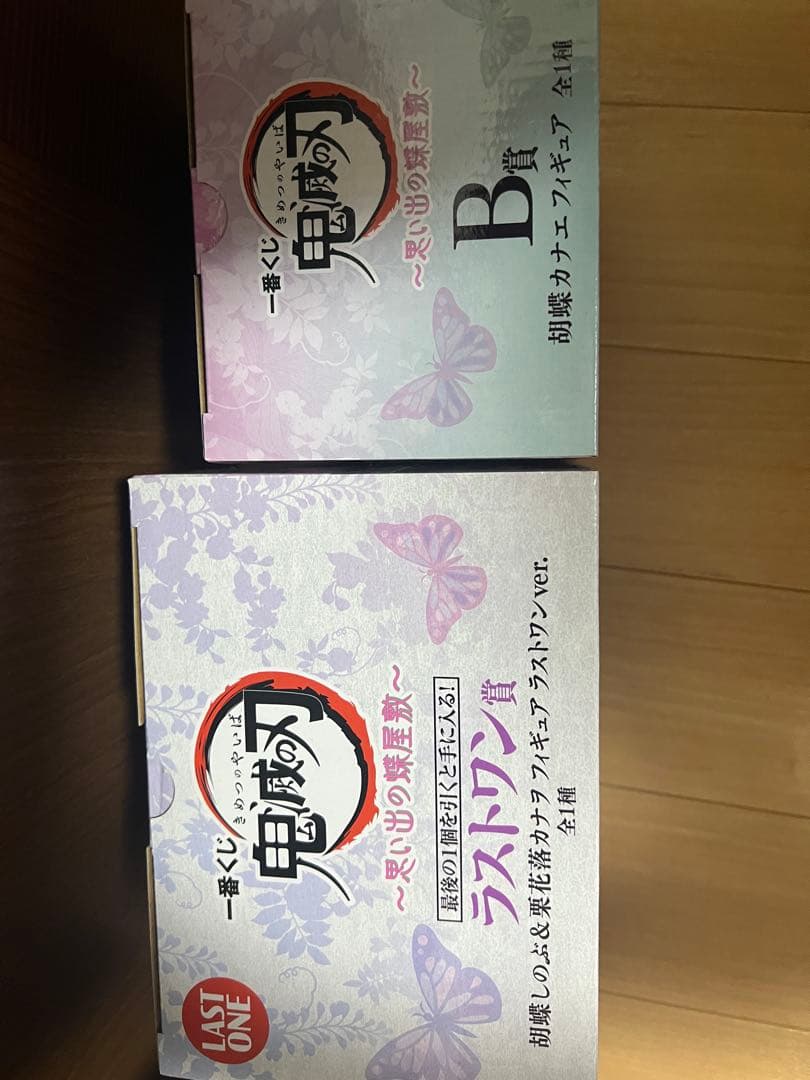 一番くじ
きめつのやいば
鬼滅の刃
～思い出の蝶屋敷～
B賞
胡蝶カナエ フィギュア 全1種
LAST
ONE
一番くじ
きめつのやいば
鬼滅の刃
～思い出の蝶屋敷～
最後の1個を引くと手に入る!
ラストワン賞
胡蝶しのぶ&栗花落カナヲ フィギュア ラストワンver.
全1種